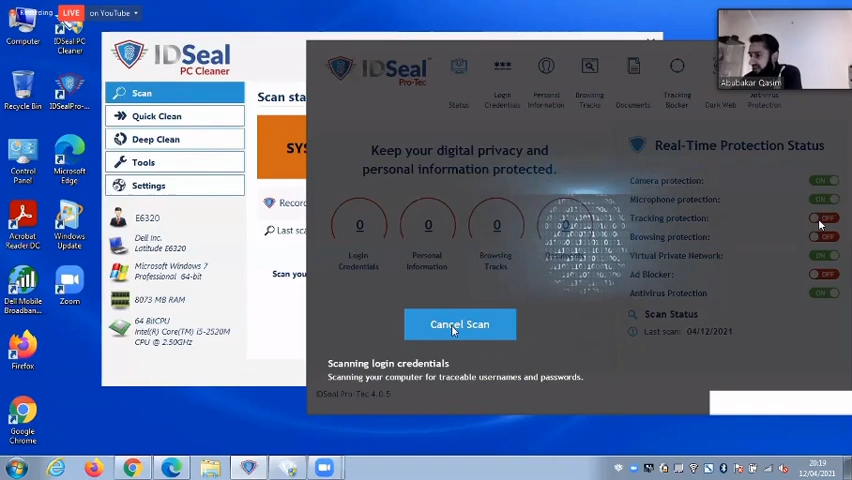 Recording
LIVE on YouTube
Abubakar Qasim
Computer
IDSeal PC
Cleaner
Recycle Bin
IDSealPro-...
Control
Panel
Microsoft
Edge
Acrobat
Reader DC
Windows
Update
Dell Mobile
Broadban...
Zoom
Firefox
Google
Chrome
IDSeal
PC Cleaner
Scan
Quick Clean
Deep Clean
Tools
Settings
E6320
Dell Inc.
Latitude E6320
Microsoft Windows 7
Professional 64-bit
8073 MB RAM
64 BitCPU
Intel(R) Core(TM) i5-2520M
CPU @ 2.50GHz
Scan sta
SYS
Recor
Last scar
Scan you
IDSeal
Pro-Tec
Status
Login
Credentials
Personal
Information
Browsing
Tracks
Documents
Tracking
Blocker
Dark Web
Antivirus
Protection
Keep your digital privacy and
personal information protected.
0
0
0
Login
Credentials
Personal
Information
Browsing
Tracks
Cancel Scan
Scanning login credentials
Scanning your computer for traceable usernames and passwords.
IDSeal Pro-Tec 4.0.5
Real-Time Protection Status
Camera protection: ON
Microphone protection: ON
Tracking protection: OFF
Browsing protection: OFF
Virtual Private Network: ON
Ad Blocker: OFF
Antivirus Protection ON
Scan Status
Last scan: 04/12/2021
20:19
12/04/2021